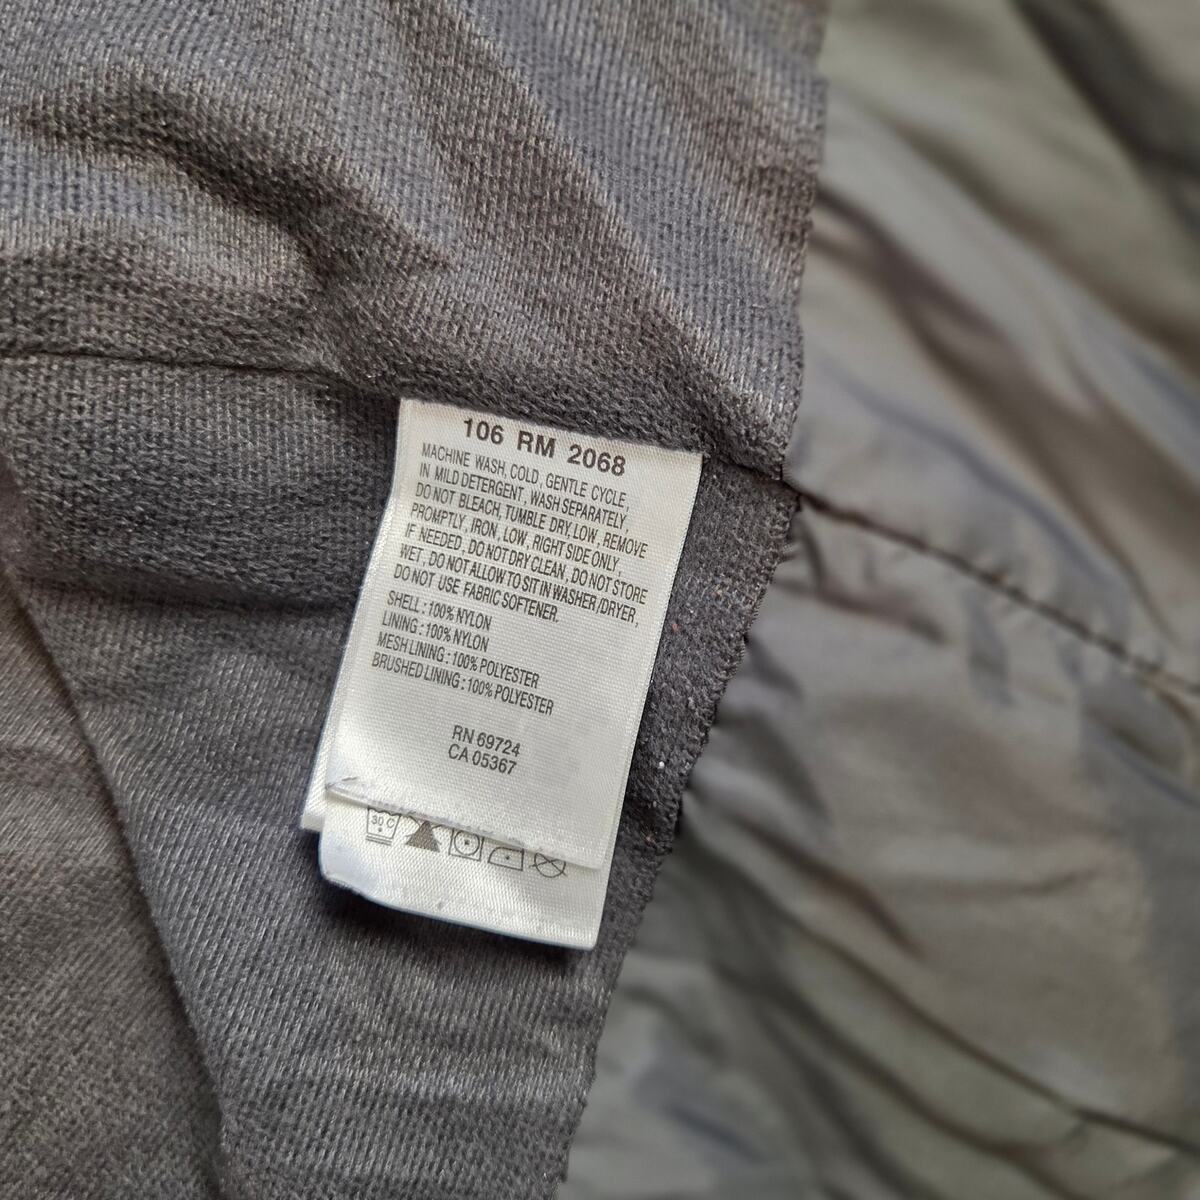 106 RM 2068
MACHINE WASH, COLD, GENTLE CYCLE,
IN MILD DETERGENT, WASH SEPARATELY,
DO NOT BLEACH, TUMBLE DRY, LOW, REMOVE
PROMPTLY, IRON, LOW, RIGHT SIDE ONLY,
IF NEEDED, DO NOT DRY CLEAN, DO NOT STORE
WET, DO NOT ALLOW TO SIT IN WASHER/DRYER,
DO NOT USE FABRIC SOFTENER.
SHELL : 100% NYLON
LINING : 100% NYLON
MESH LINING : 100% POLYESTER
BRUSHED LINING : 100% POLYESTER
RN 69724
CA 05367
30 C